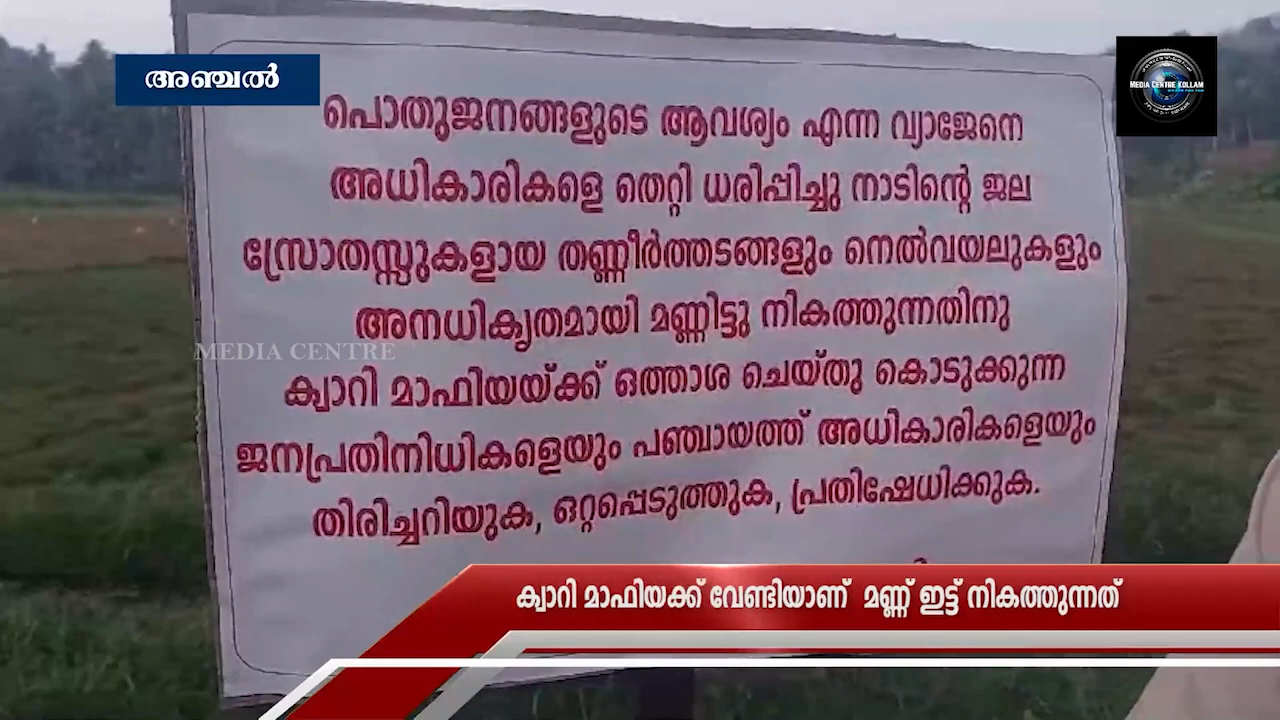 അഞ്ചൽ
MEDIA CENTRE KOLLAM
പൊതുജനങ്ങളുടെ ആവശ്യം എന്ന വ്യാജേനെ
അധികാരികളെ തെറ്റി ധരിപ്പിച്ചു നാടിന്റെ ജല
സ്രോതസ്സുകളായ തണ്ണീർത്തടങ്ങളും നെൽവയലുകളും
അനധികൃതമായി മണ്ണിട്ടു നികത്തുന്നതിനു
MEDIA CENTRE
ക്വാറി മാഫിയയ്ക്ക് ഒത്താശ ചെയ്തു കൊടുക്കുന്ന
ജനപ്രതിനിധികളെയും പഞ്ചായത്ത് അധികാരികളെയും
തിരിച്ചറിയുക, ഒറ്റപ്പെടുത്തുക, പ്രതിഷേധിക്കുക.
ക്വാറി മാഫിയക്ക് വേണ്ടിയാണ് മണ്ണ് ഇട്ട് നികത്തുന്നത്